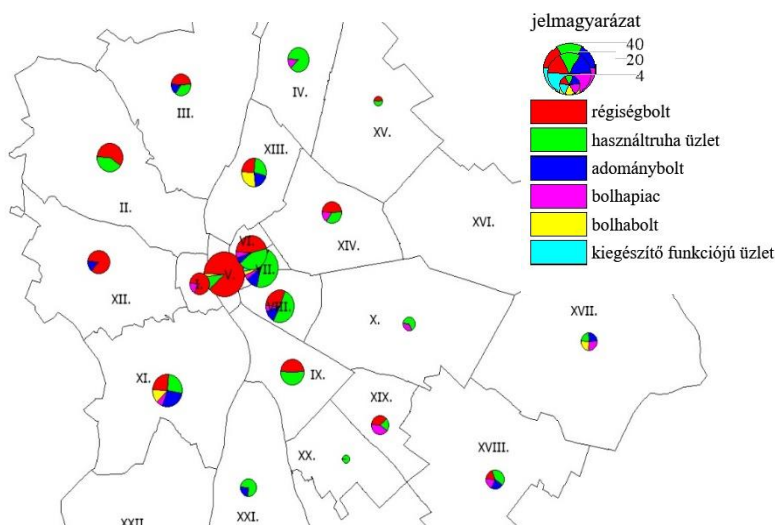 jelmagyarázat
40
20
4
régiségbolt
használtruha üzlet
adománybolt
bolhapiac
bolhabolt
kiegészítő funkciójú üzlet
IV.
III.
XV.
XIII.
II.
XVI.
XIV.
VI.
V.
VII.
I.
XII.
VIII.
X.
XVII.
XI.
IX.
XIX.
XVIII.
XX.
XXI.
XXII.